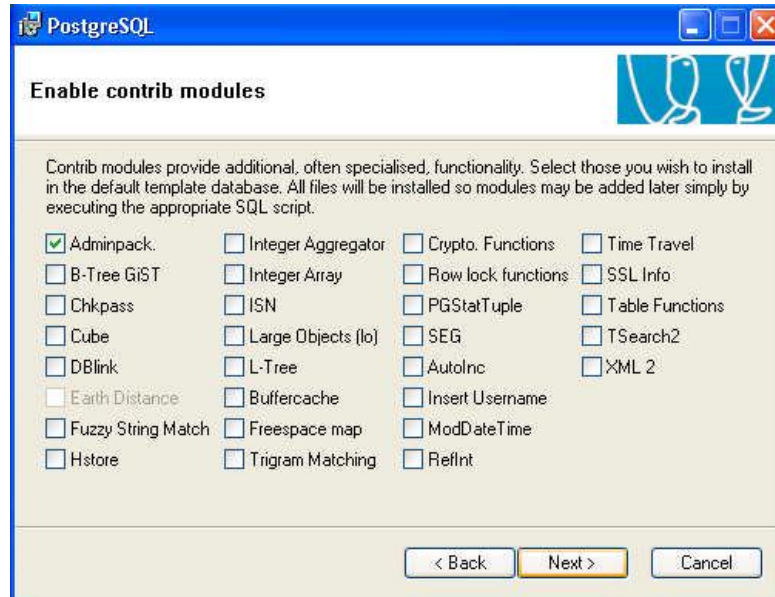 PostgreSQL
Enable contrib modules
Contrib modules provide additional, often specialised, functionality. Select those you wish to install
in the default template database. All files will be installed so modules may be added later simply by
executing the appropriate SQL script.
Adminpack. Integer Aggregator Crypto. Functions Time Travel
B-Tree GiST Integer Array Row lock functions SSL Info
Chkpass ISN PGStatTuple Table Functions
Cube Large Objects (lo) SEG TSearch2
DBlink L-Tree AutoInc XML 2
Earth Distance Buffercache Insert Username
Fuzzy String Match Freespace map ModDateTime
Hstore Trigram Matching RefInt
< Back Next > Cancel